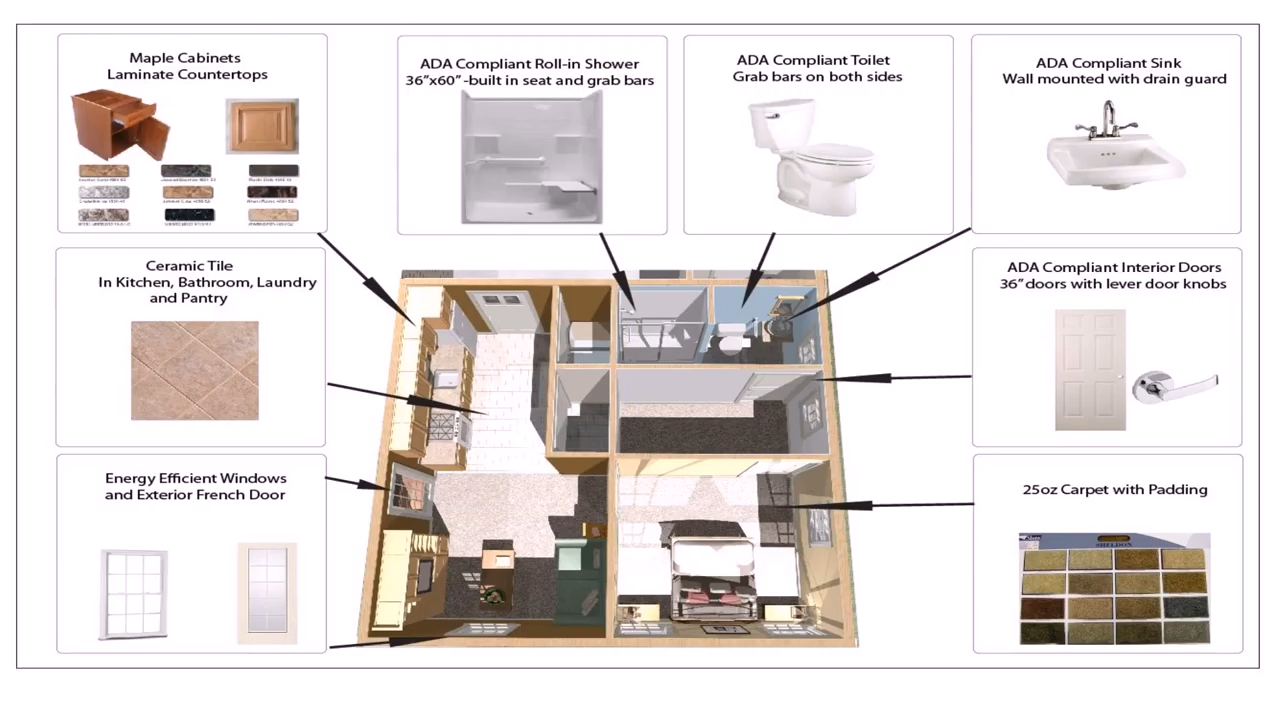 Maple Cabinets
Laminate Countertops
ADA Compliant Roll-in Shower
36”x60” -built in seat and grab bars
ADA Compliant Toilet
Grab bars on both sides
ADA Compliant Sink
Wall mounted with drain guard
Ceramic Tile
In Kitchen, Bathroom, Laundry
and Pantry
ADA Compliant Interior Doors
36” doors with lever door knobs
Energy Efficient Windows
and Exterior French Door
25oz Carpet with Padding
SHELDON